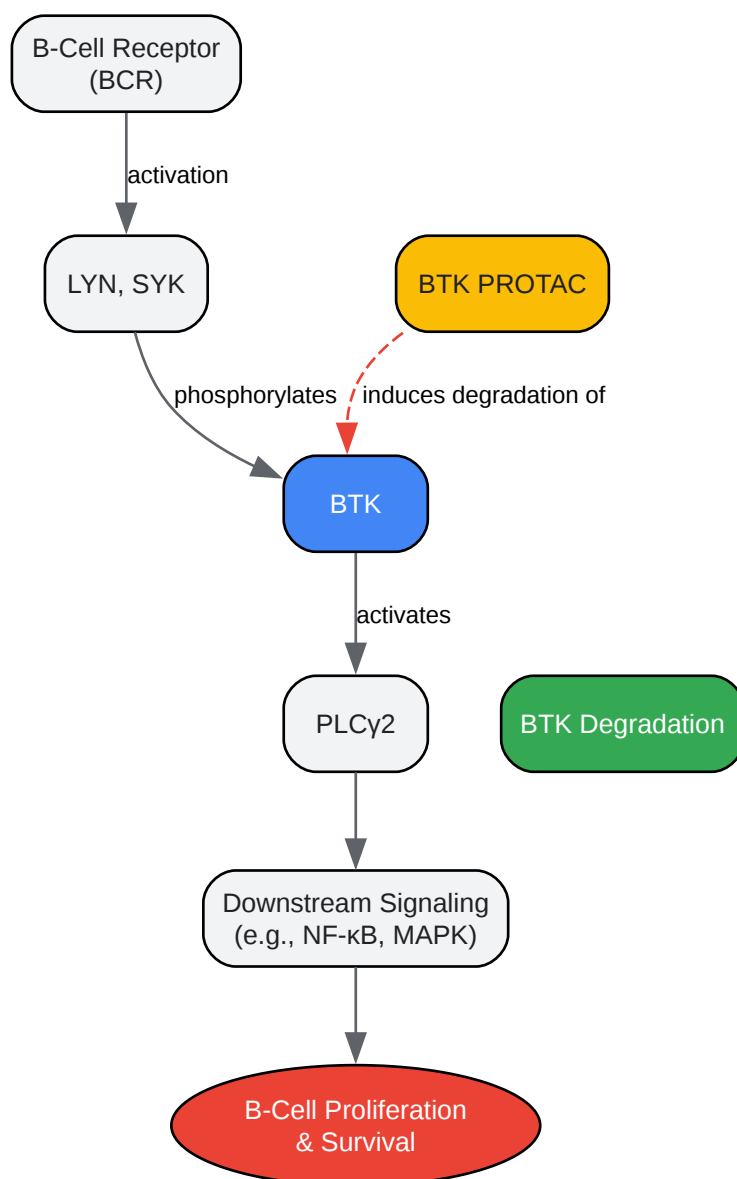 B-Cell Receptor
(BCR)
activation
LYN, SYK
BTK PROTAC
phosphorylates
induces degradation of
BTK
activates
PLCγ2
BTK Degradation
Downstream Signaling
(e.g., NF-κB, MAPK)
B-Cell Proliferation
& Survival